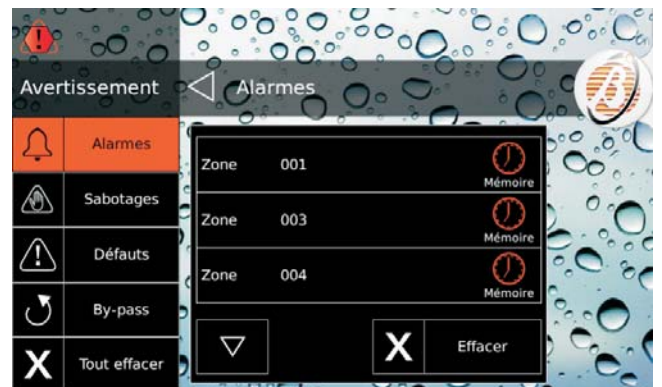 Avertissement
Alarmes
Alarmes
Sabotages
Défauts
By-pass
Tout effacer
Zone 001
Mémoire
Zone 003
Mémoire
Zone 004
Mémoire
Effacer